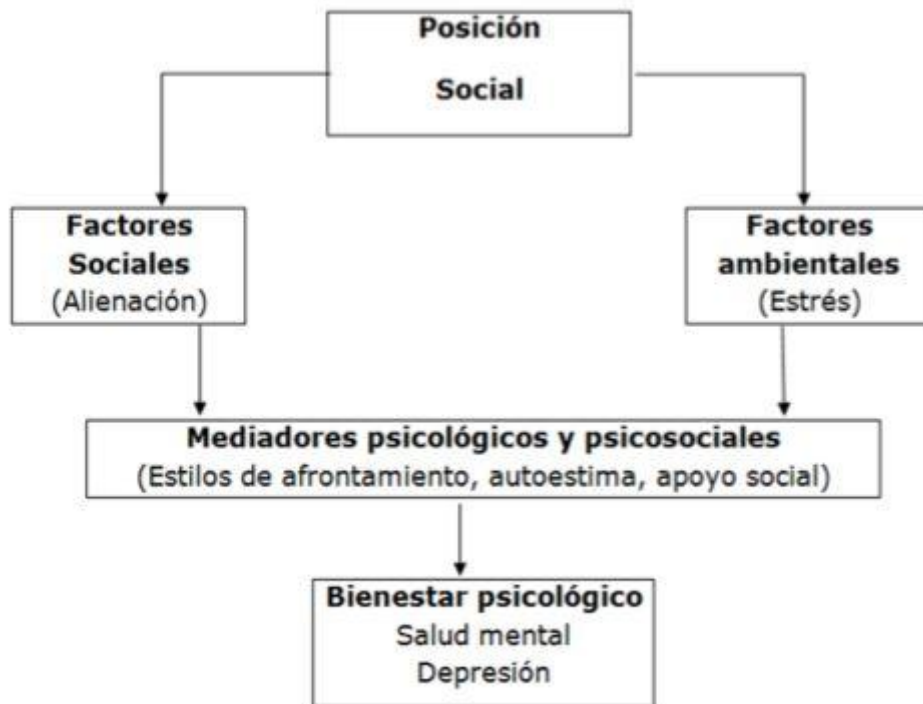 Posición
Social
Factores
Sociales
(Alienación)
Factores
ambientales
(Estrés)
Mediadores psicológicos y psicosociales
(Estilos de afrontamiento, autoestima, apoyo social)
Bienestar psicológico
Salud mental
Depresión